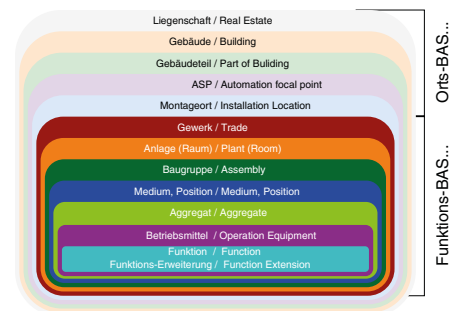 Liegenschaft / Real Estate
Gebäude / Building
Gebäudeteil / Part of Buliding
ASP / Automation focal point
Montageort / Installation Location
Gewerk / Trade
Anlage (Raum) / Plant (Room)
Baugruppe / Assembly
Medium, Position / Medium, Position
Aggregat / Aggregate
Betriebsmittel / Operation Equipment
Funktion / Function
Funktions-Erweiterung / Function Extension
Orts-BAS...
Funktions-BAS...